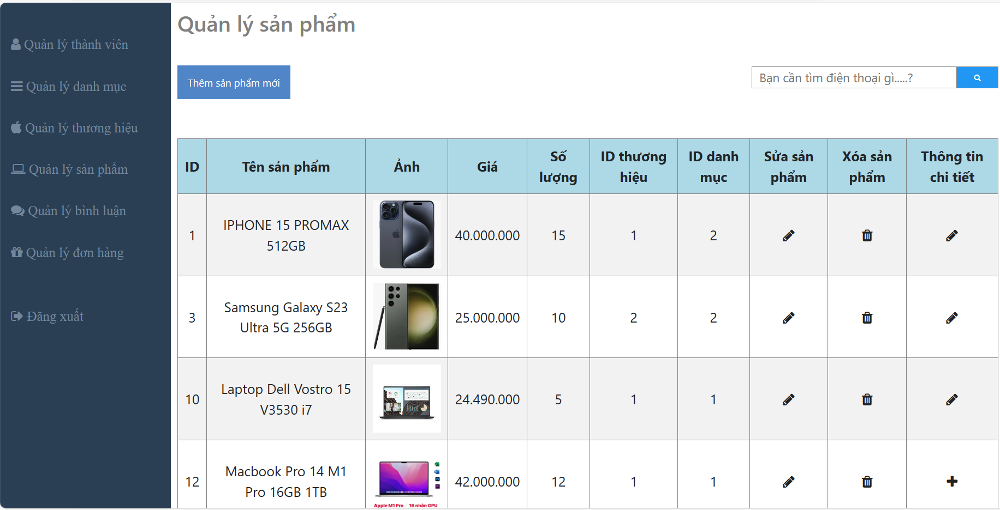 Quản lý thành viên
Quản lý danh mục
Quản lý thương hiệu
Quản lý sản phẩm
Quản lý bình luận
Quản lý đơn hàng
Đăng xuất
Quản lý sản phẩm
Thêm sản phẩm mới
Bạn cần tìm điện thoại gì.....?
ID Tên sản phẩm Ảnh Giá Số lượng ID thương hiệu ID danh mục Sửa sản phẩm Xóa sản phẩm Thông tin chi tiết
1 IPHONE 15 PROMAX 512GB 40.000.000 15 1 2
3 Samsung Galaxy S23 Ultra 5G 256GB 25.000.000 10 2 2
10 Laptop Dell Vostro 15 V3530 i7 24.490.000 5 1 1
12 Macbook Pro 14 M1 Pro 16GB 1TB 42.000.000 12 1 1
Apple M1 Pro 16 nhân GPU